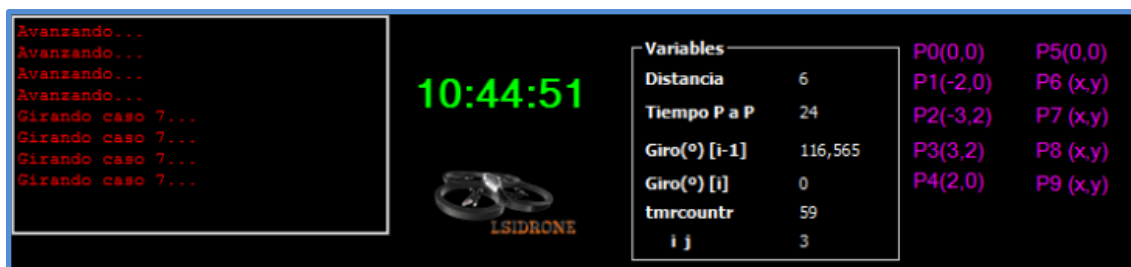 Avanzando...
Avanzando...
Avanzando...
Avanzando...
Girando caso 7...
Girando caso 7...
Girando caso 7...
Girando caso 7...
10:44:51
LSIDRONE
Variables
Distancia 6
Tiempo P a P 24
Giro(º) [i-1] 116,565
Giro(º) [i] 0
tmrcountr 59
i j 3
P0(0,0) P5(0,0)
P1(-2,0) P6 (x,y)
P2(-3,2) P7 (x,y)
P3(3,2) P8 (x,y)
P4(2,0) P9 (x,y)